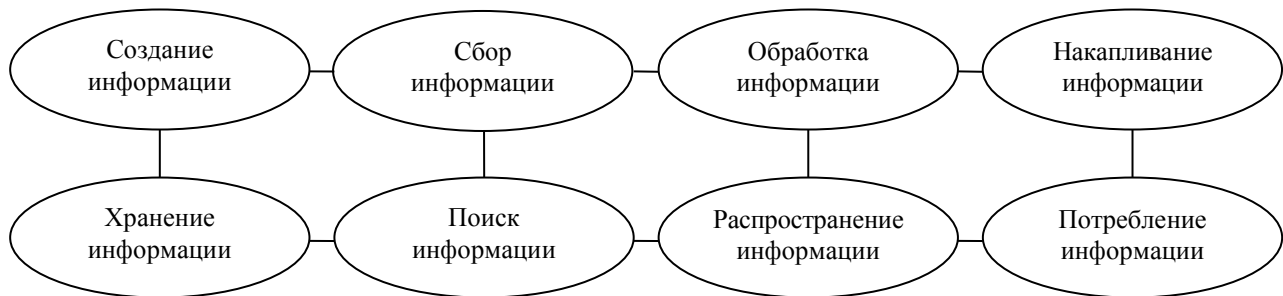 Создание
информации
Сбор
информации
Обработка
информации
Накапливание
информации
Хранение
информации
Поиск
информации
Распространение
информации
Потребление
информации